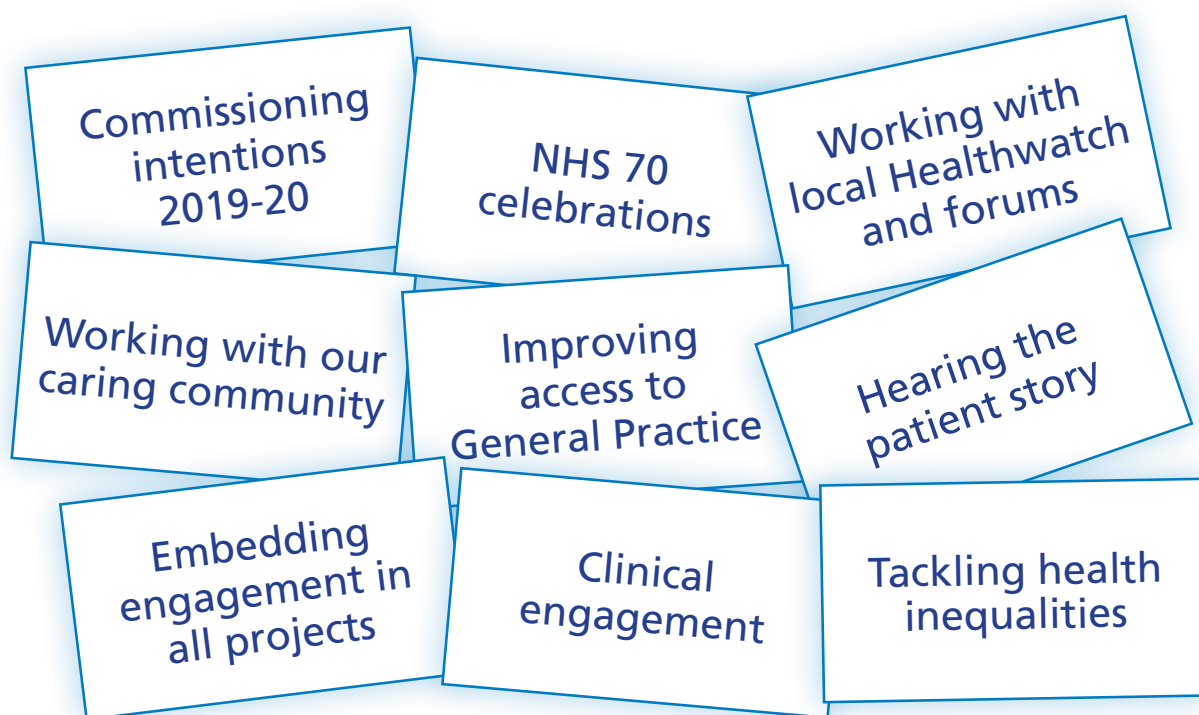 Commissioning
intentions
2019-20
NHS 70
celebrations
Working with
local Healthwatch
and forums
Working with our
caring community
Improving
access to
General Practice
Hearing the
patient story
Embedding
engagement in
all projects
Clinical
engagement
Tackling health
inequalities